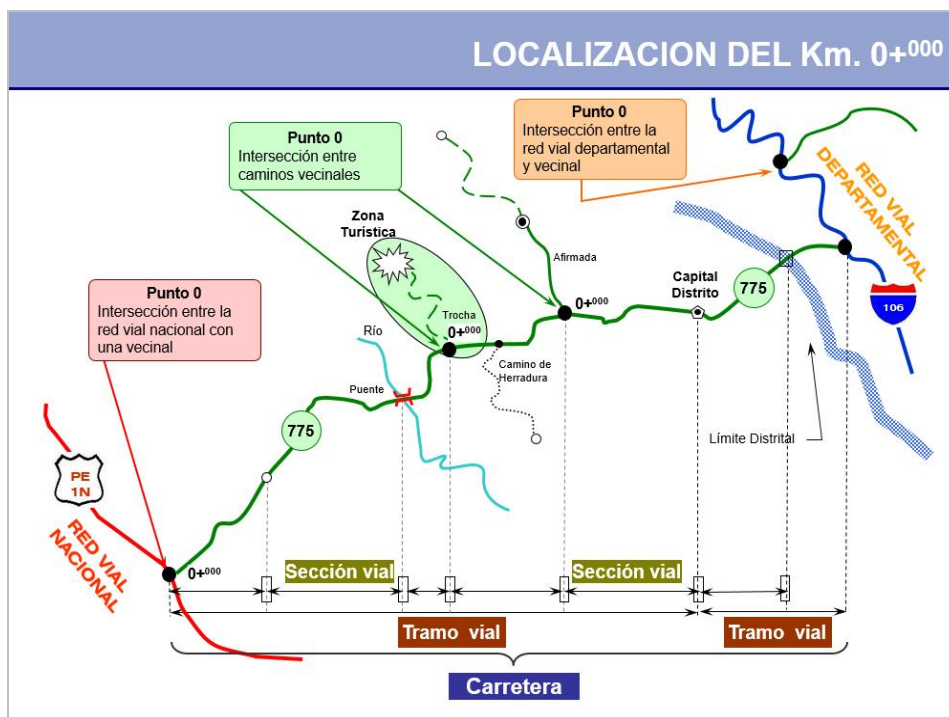 LOCALIZACION DEL Km. 0+000
Punto 0
Intersección entre
caminos vecinales
Punto 0
Intersección entre la
red vial departamental
y vecinal
RED VIAL
DEPARTAMENTAL
Zona
Turística
Afirmada
Capital
Distrito
775
106
Punto 0
Intersección entre la
red vial nacional con
una vecinal
Trocha
0+000
0+000
Río
Puente
Camino de
Herradura
775
Límite Distrital
PE
1N
RED VIAL
NACIONAL
0+000
Sección vial
Sección vial
Tramo vial
Tramo vial
Carretera